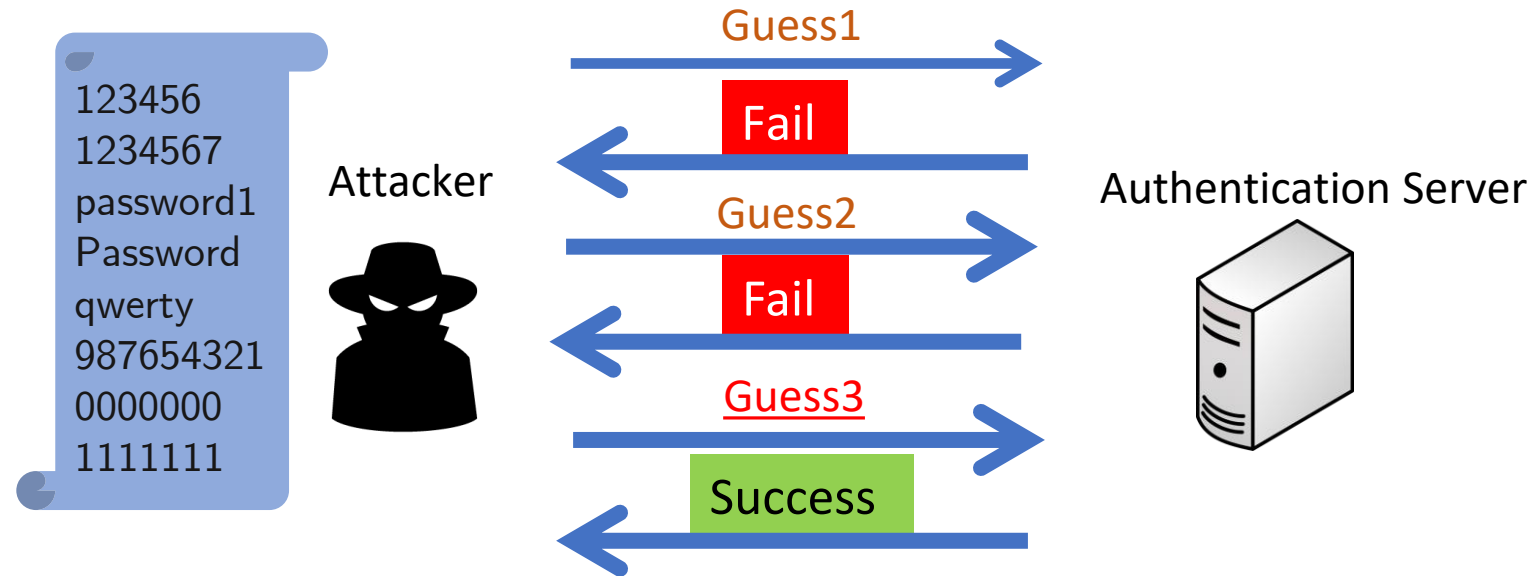 123456
1234567
password1
Password
qwerty
987654321
0000000
1111111
Attacker
Guess1
Fail
Guess2
Fail
Guess3
Success
Authentication Server